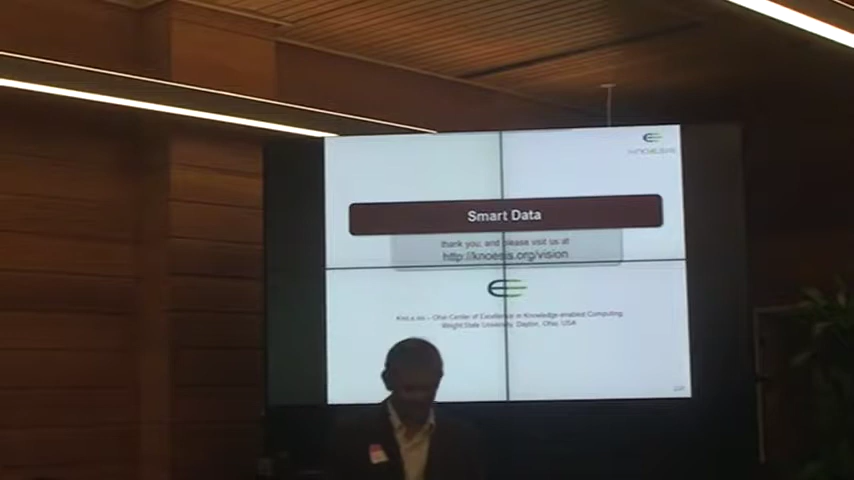 KNOESIS
Smart Data
thank you, and please visit us at
http://knoesis.org/vision
Kno.e.sis – Ohio Center of Excellence in Knowledge-enabled Computing
Wright State University, Dayton, Ohio, USA